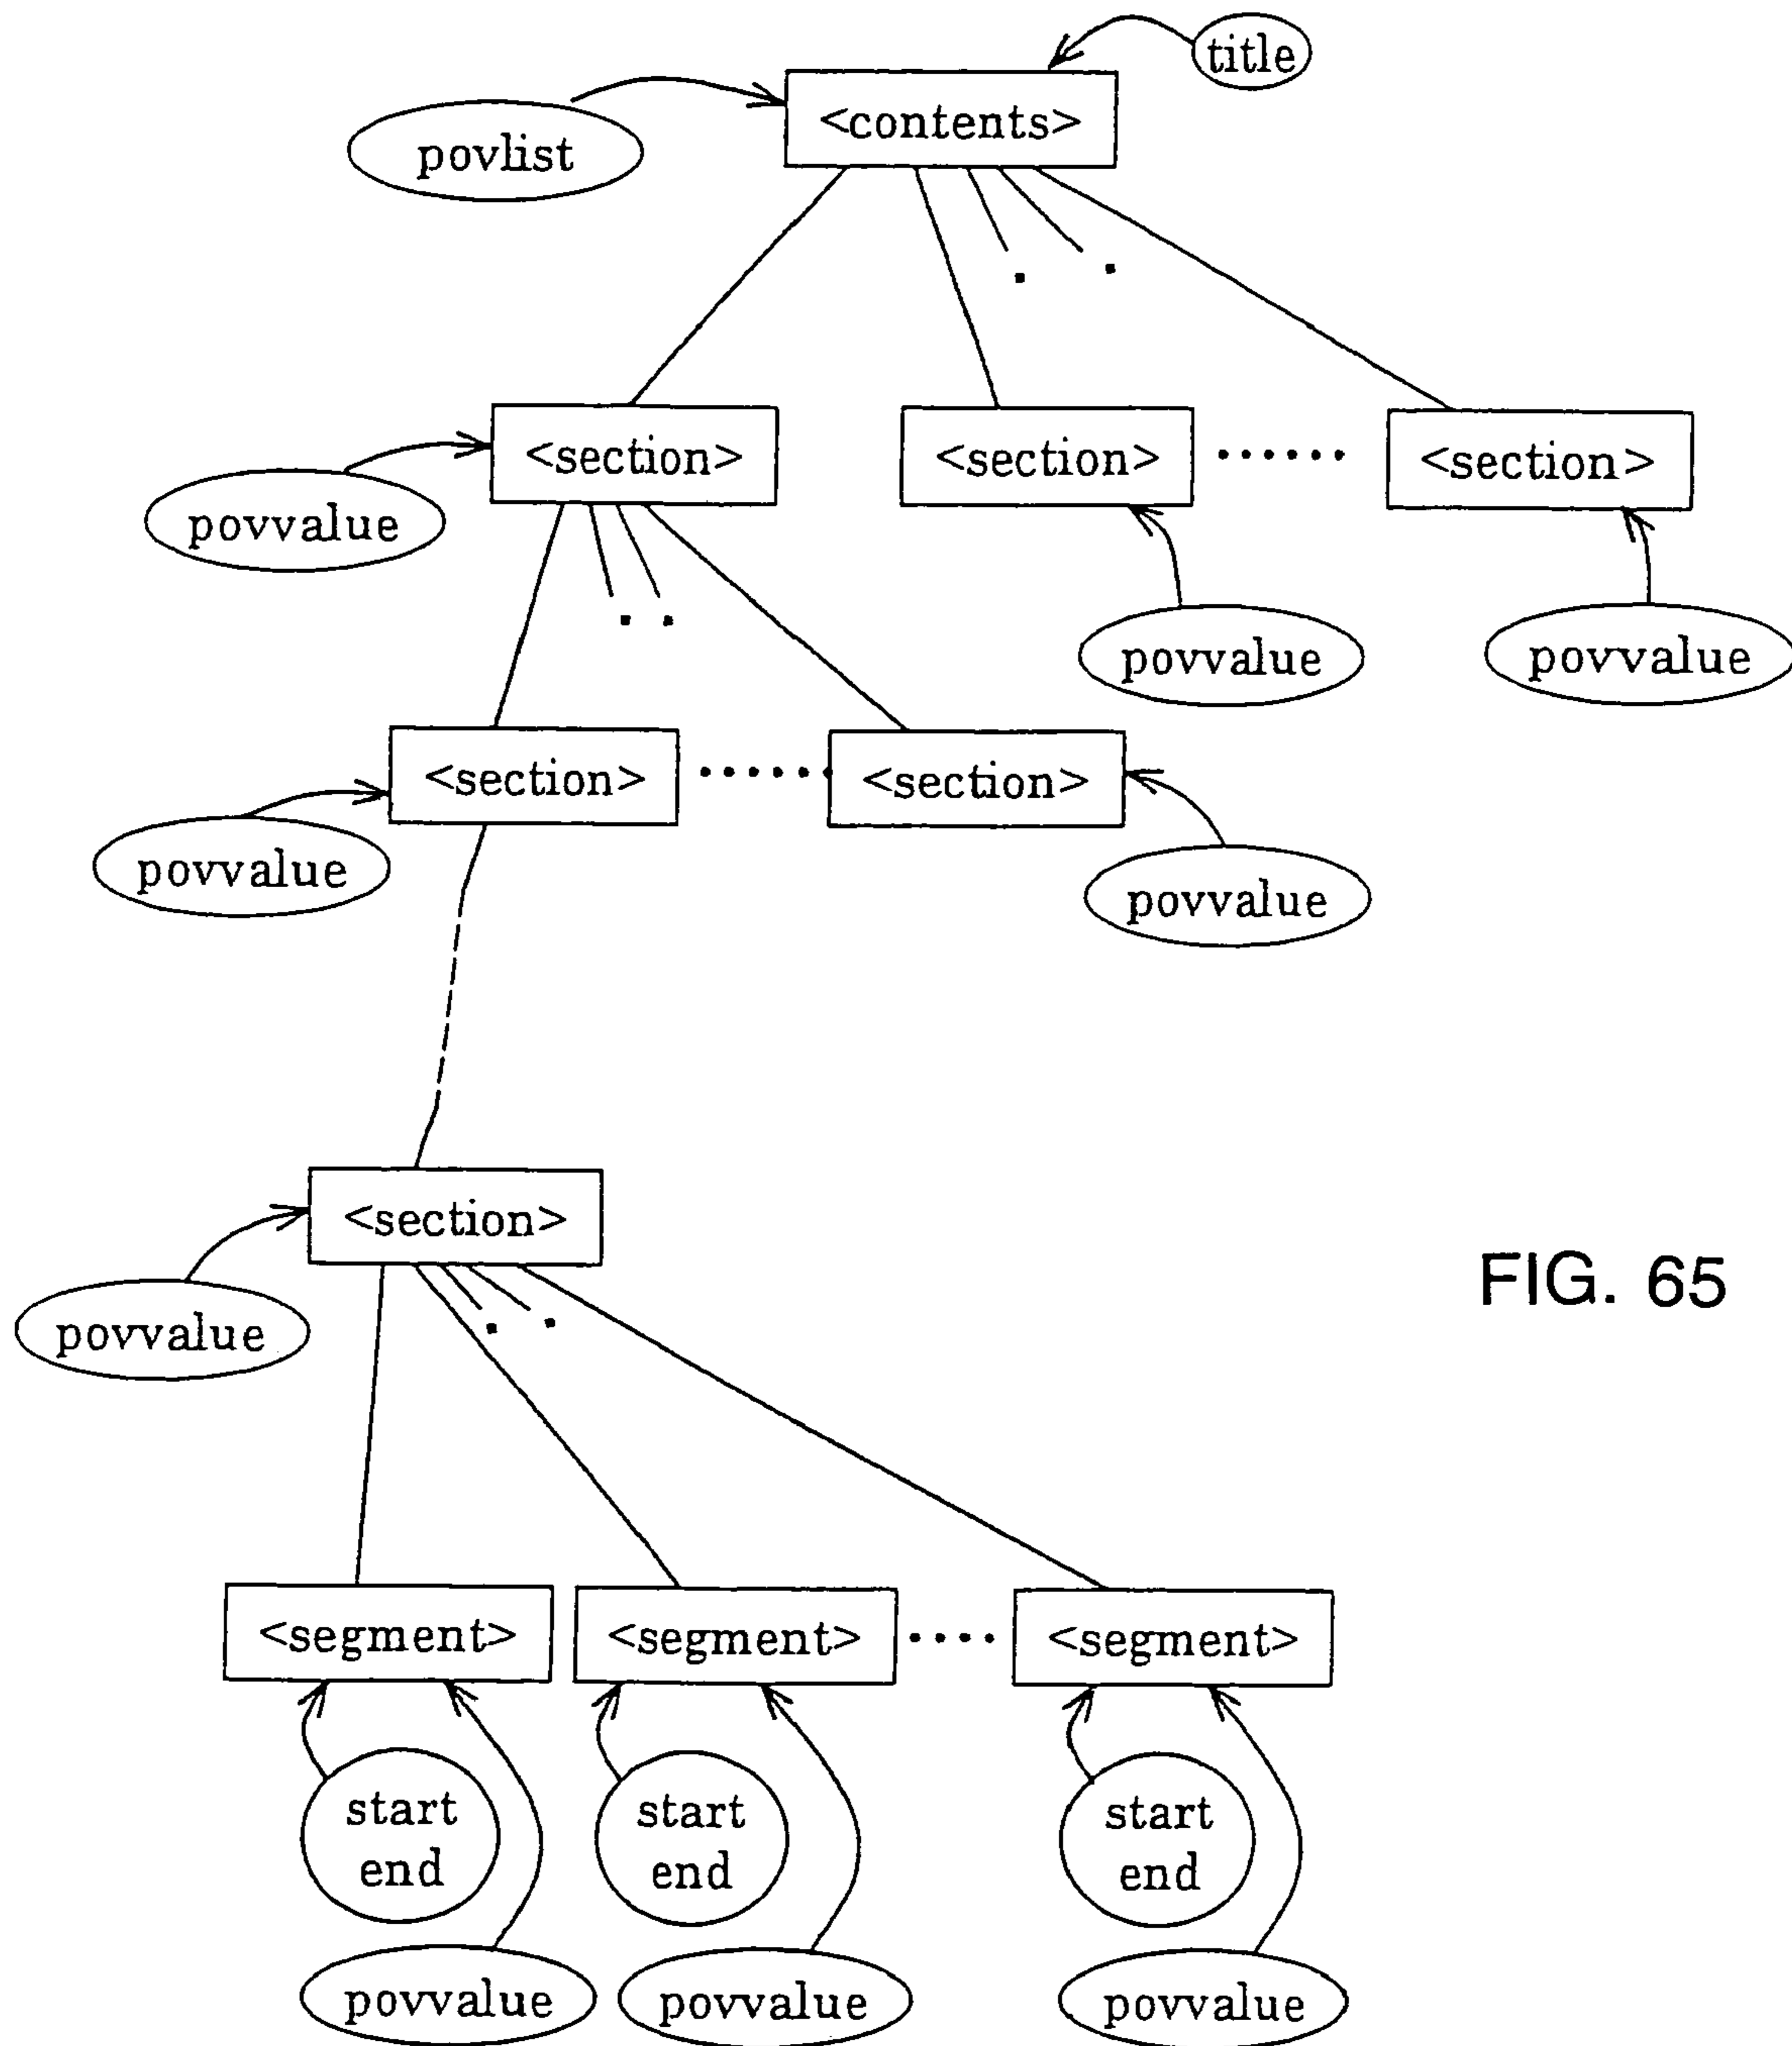 title
<contents>
povlist
<section>
<section>
<section>
povvalue
povvalue
povvalue
<section>
<section>
povvalue
povvalue
<section>
povvalue
FIG. 65
<segment>
<segment>
<segment>
start
end
start
end
start
end
povvalue
povvalue
povvalue